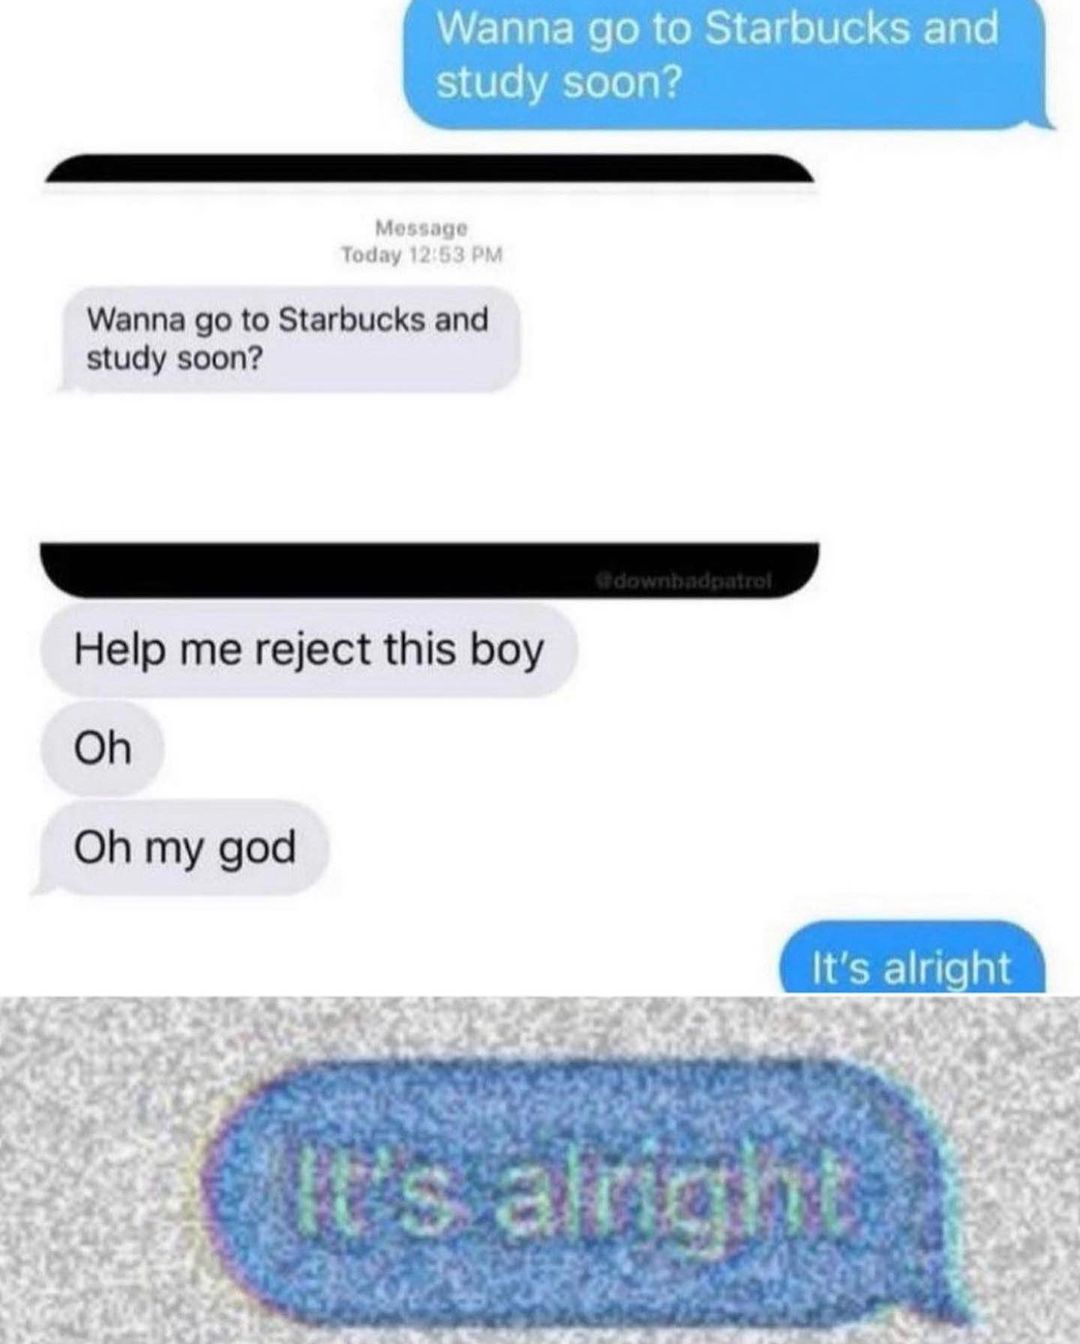 Wanna go to Starbucks and
study soon?
Message
Today 12:53 PM
Wanna go to Starbucks and
study soon?
@downbadpatrol
Help me reject this boy
Oh
Oh my god
It's alright
It's alright